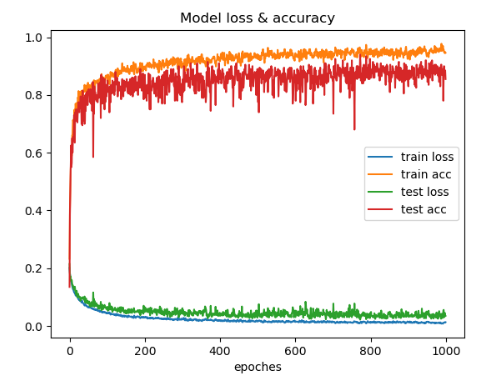 Model loss & accuracy
1.0
0.8
0.6
0.4
0.2
0.0
train loss
train acc
test loss
test acc
0 200 400 600 800 1000
epoches